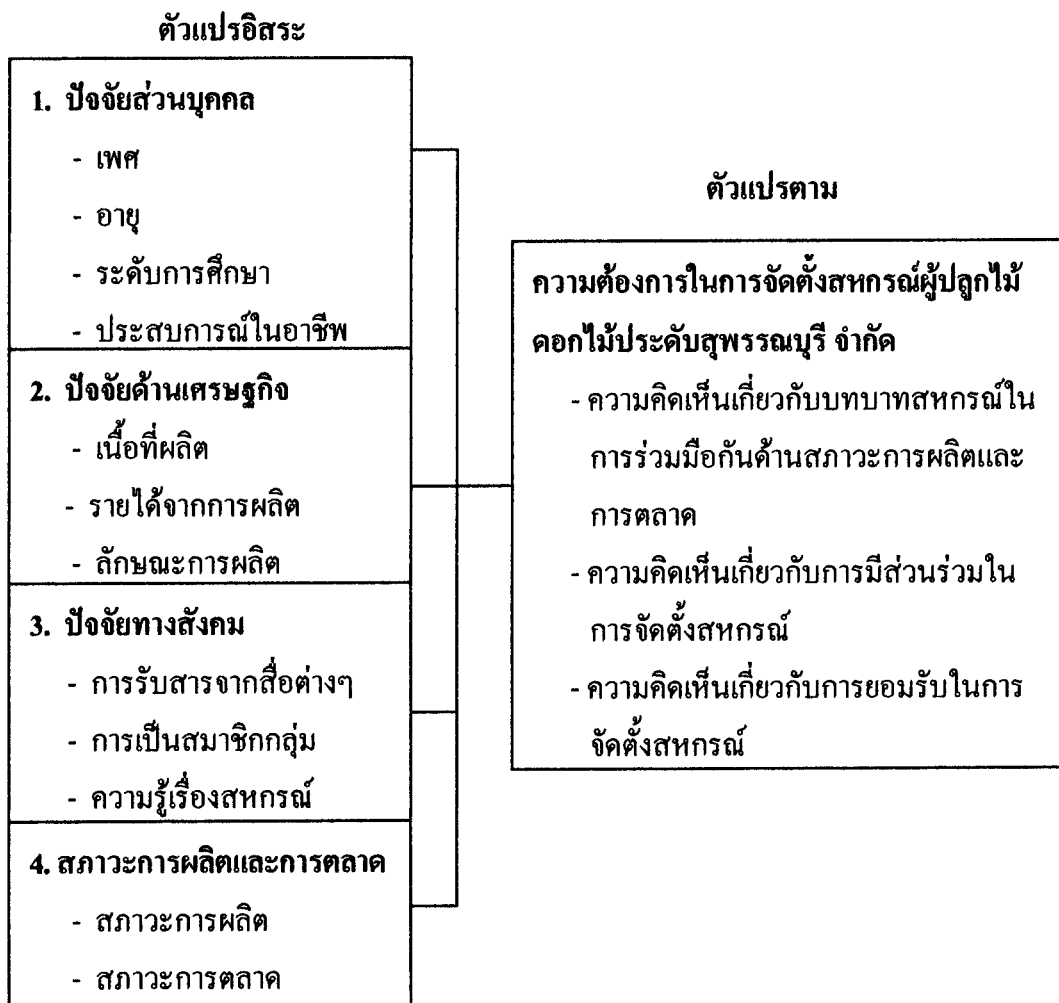 ตัวแปรอิสระ
1. ปัจจัยส่วนบุคคล
- เพศ
- อายุ
- ระดับการศึกษา
- ประสบการณ์ในอาชีพ
2. ปัจจัยด้านเศรษฐกิจ
- เนื้อที่ผลิต
- รายได้จากการผลิต
- ลักษณะการผลิต
3. ปัจจัยทางสังคม
- การรับสารจากสื่อต่างๆ
- การเป็นสมาชิกกลุ่ม
- ความรู้เรื่องสหกรณ์
4. สภาวะการผลิตและการตลาด
- สภาวะการผลิต
- สภาวะการตลาด
ตัวแปรตาม
ความต้องการในการจัดตั้งสหกรณ์ผู้ปลูกไม้
ดอกไม้ประดับสุพรรณบุรี จำกัด
- ความคิดเห็นเกี่ยวกับบทบาทสหกรณ์ใน
การร่วมมือกันด้านสภาวะการผลิตและ
การตลาด
- ความคิดเห็นเกี่ยวกับการมีส่วนร่วมใน
การจัดตั้งสหกรณ์
- ความคิดเห็นเกี่ยวกับการยอมรับในการ
จัดตั้งสหกรณ์